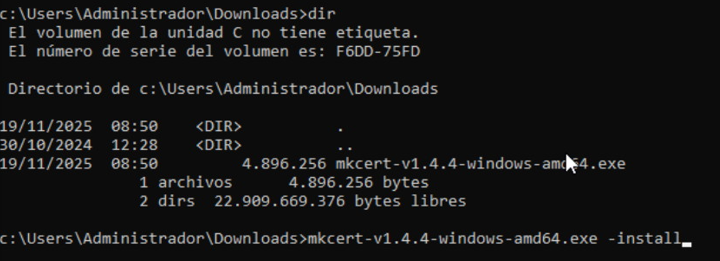 c:\Users\Administrador\Downloads>dir
El volumen de la unidad C no tiene etiqueta.
El número de serie del volumen es: F6DD-75FD
Directorio de c:\Users\Administrador\Downloads
19/11/2025  08:50    <DIR>          .
30/10/2024  12:28    <DIR>          ..
19/11/2025  08:50         4.896.256 mkcert-v1.4.4-windows-amd64.exe
1 archivos      4.896.256 bytes
2 dirs  22.909.669.376 bytes libres
c:\Users\Administrador\Downloads>mkcert-v1.4.4-windows-amd64.exe -install